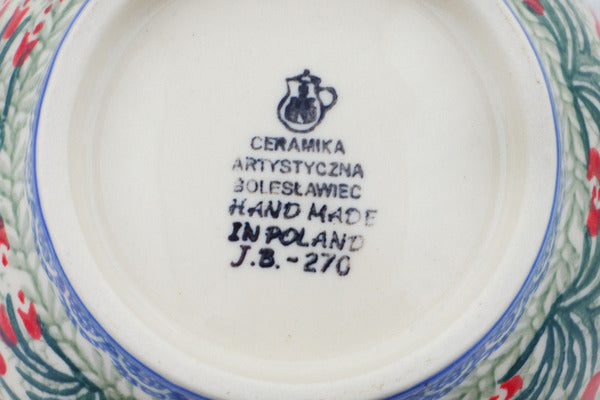 CERAMIKA
ARTYSTYCZNA
BOLESŁAWIEC
HAND MADE
IN POLAND
J.B.-270